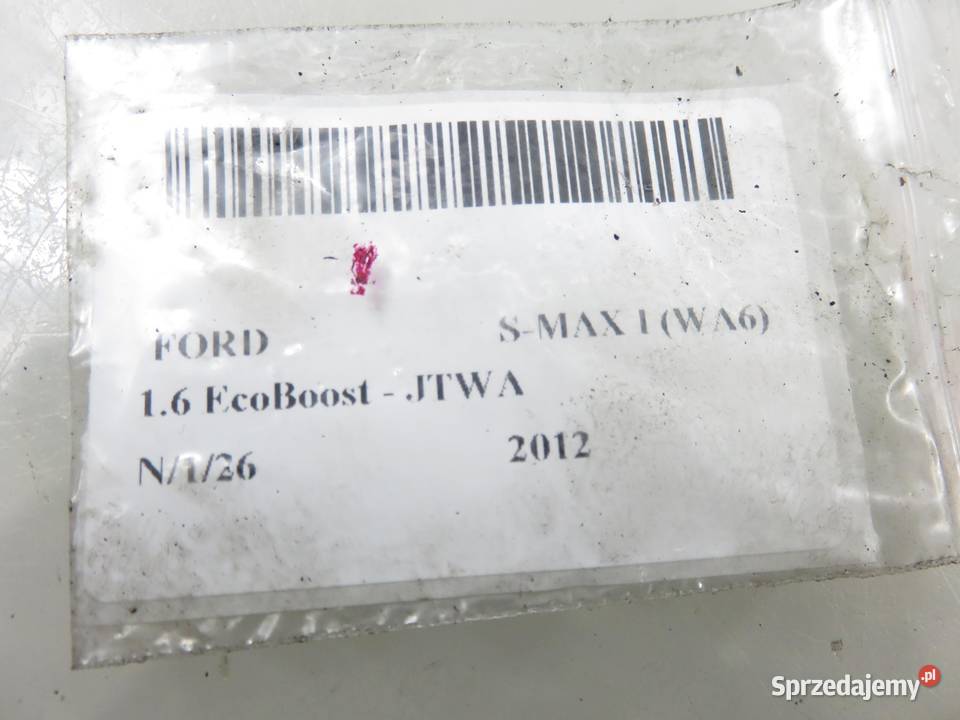 FORD S-MAX I (WA6)
1.6 EcoBoost - JTWA
N/1/26 2012
Sprzedajemy.pl